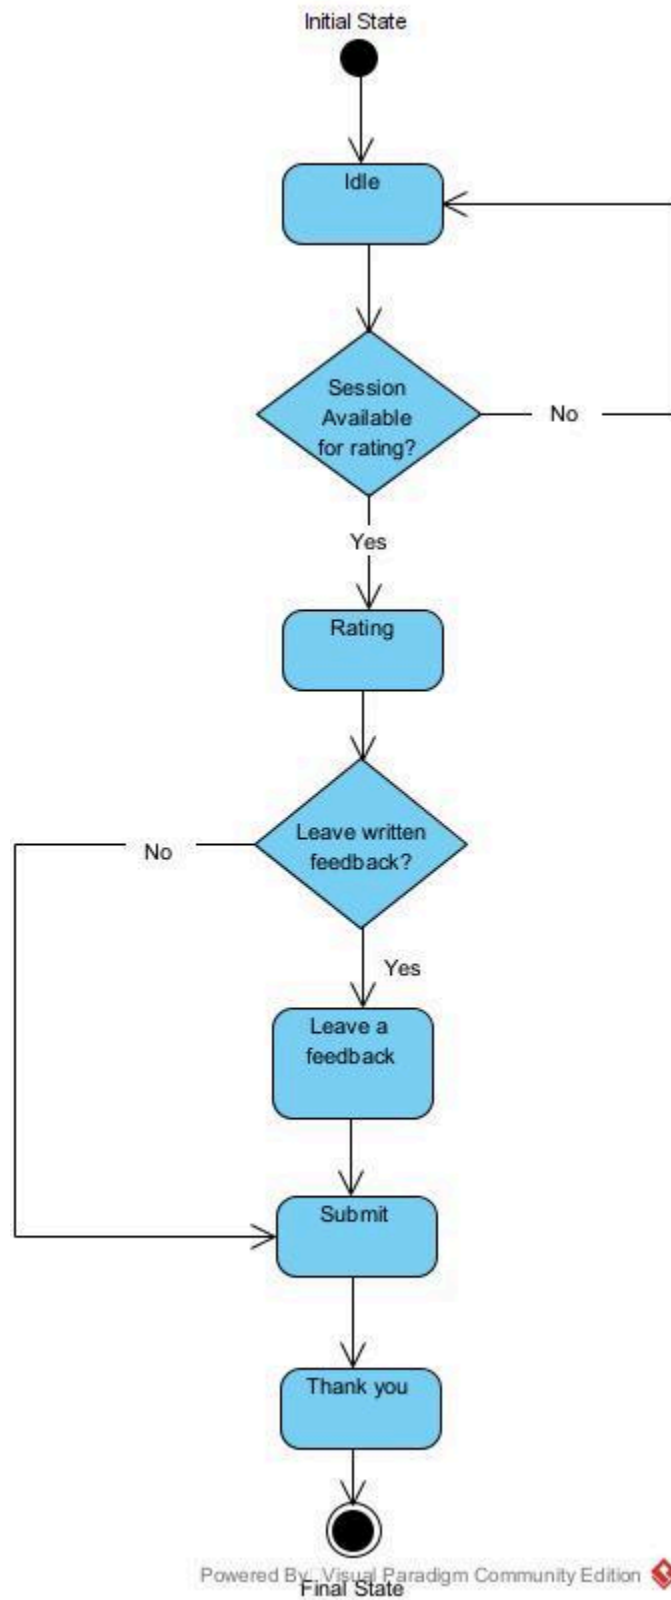 Initial State
Idle
Session
Available
for rating?
No
Yes
Rating
Leave written
feedback?
No
Yes
Leave a
feedback
Submit
Thank you
Powered By: Visual Paradigm Community Edition
Final State